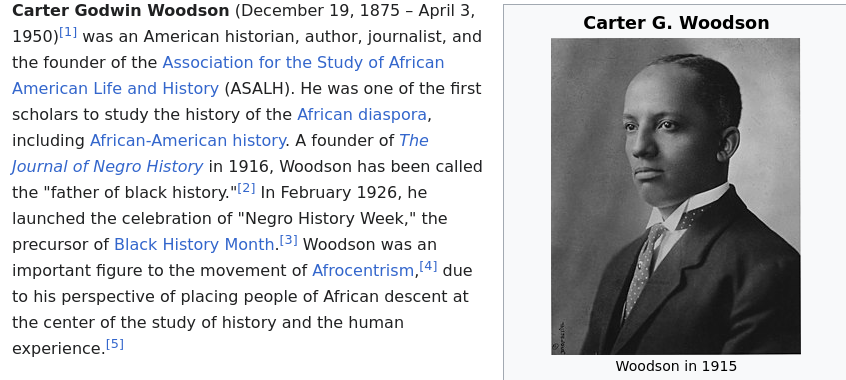 Carter Godwin Woodson (December 19, 1875 – April 3,
1950)[1] was an American historian, author, journalist, and
the founder of the Association for the Study of African
American Life and History (ASALH). He was one of the first
scholars to study the history of the African diaspora,
including African-American history. A founder of The
Journal of Negro History in 1916, Woodson has been called
the "father of black history."[2] In February 1926, he
launched the celebration of "Negro History Week," the
precursor of Black History Month.[3] Woodson was an
important figure to the movement of Afrocentrism,[4] due
to his perspective of placing people of African descent at
the center of the study of history and the human
experience.[5]
Carter G. Woodson
Woodson in 1915